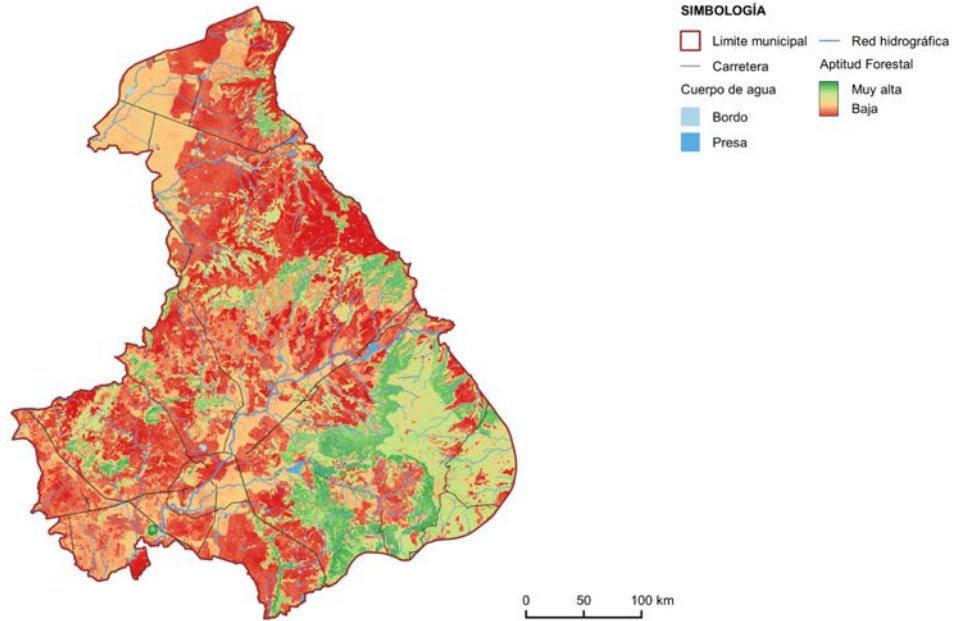 SIMBOLOGÍA
Limite municipal
Carretera
Cuerpo de agua
Bordo
Presa
Red hidrográfica
Aptitud Forestal
Muy alta
Baja
0 50 100 km